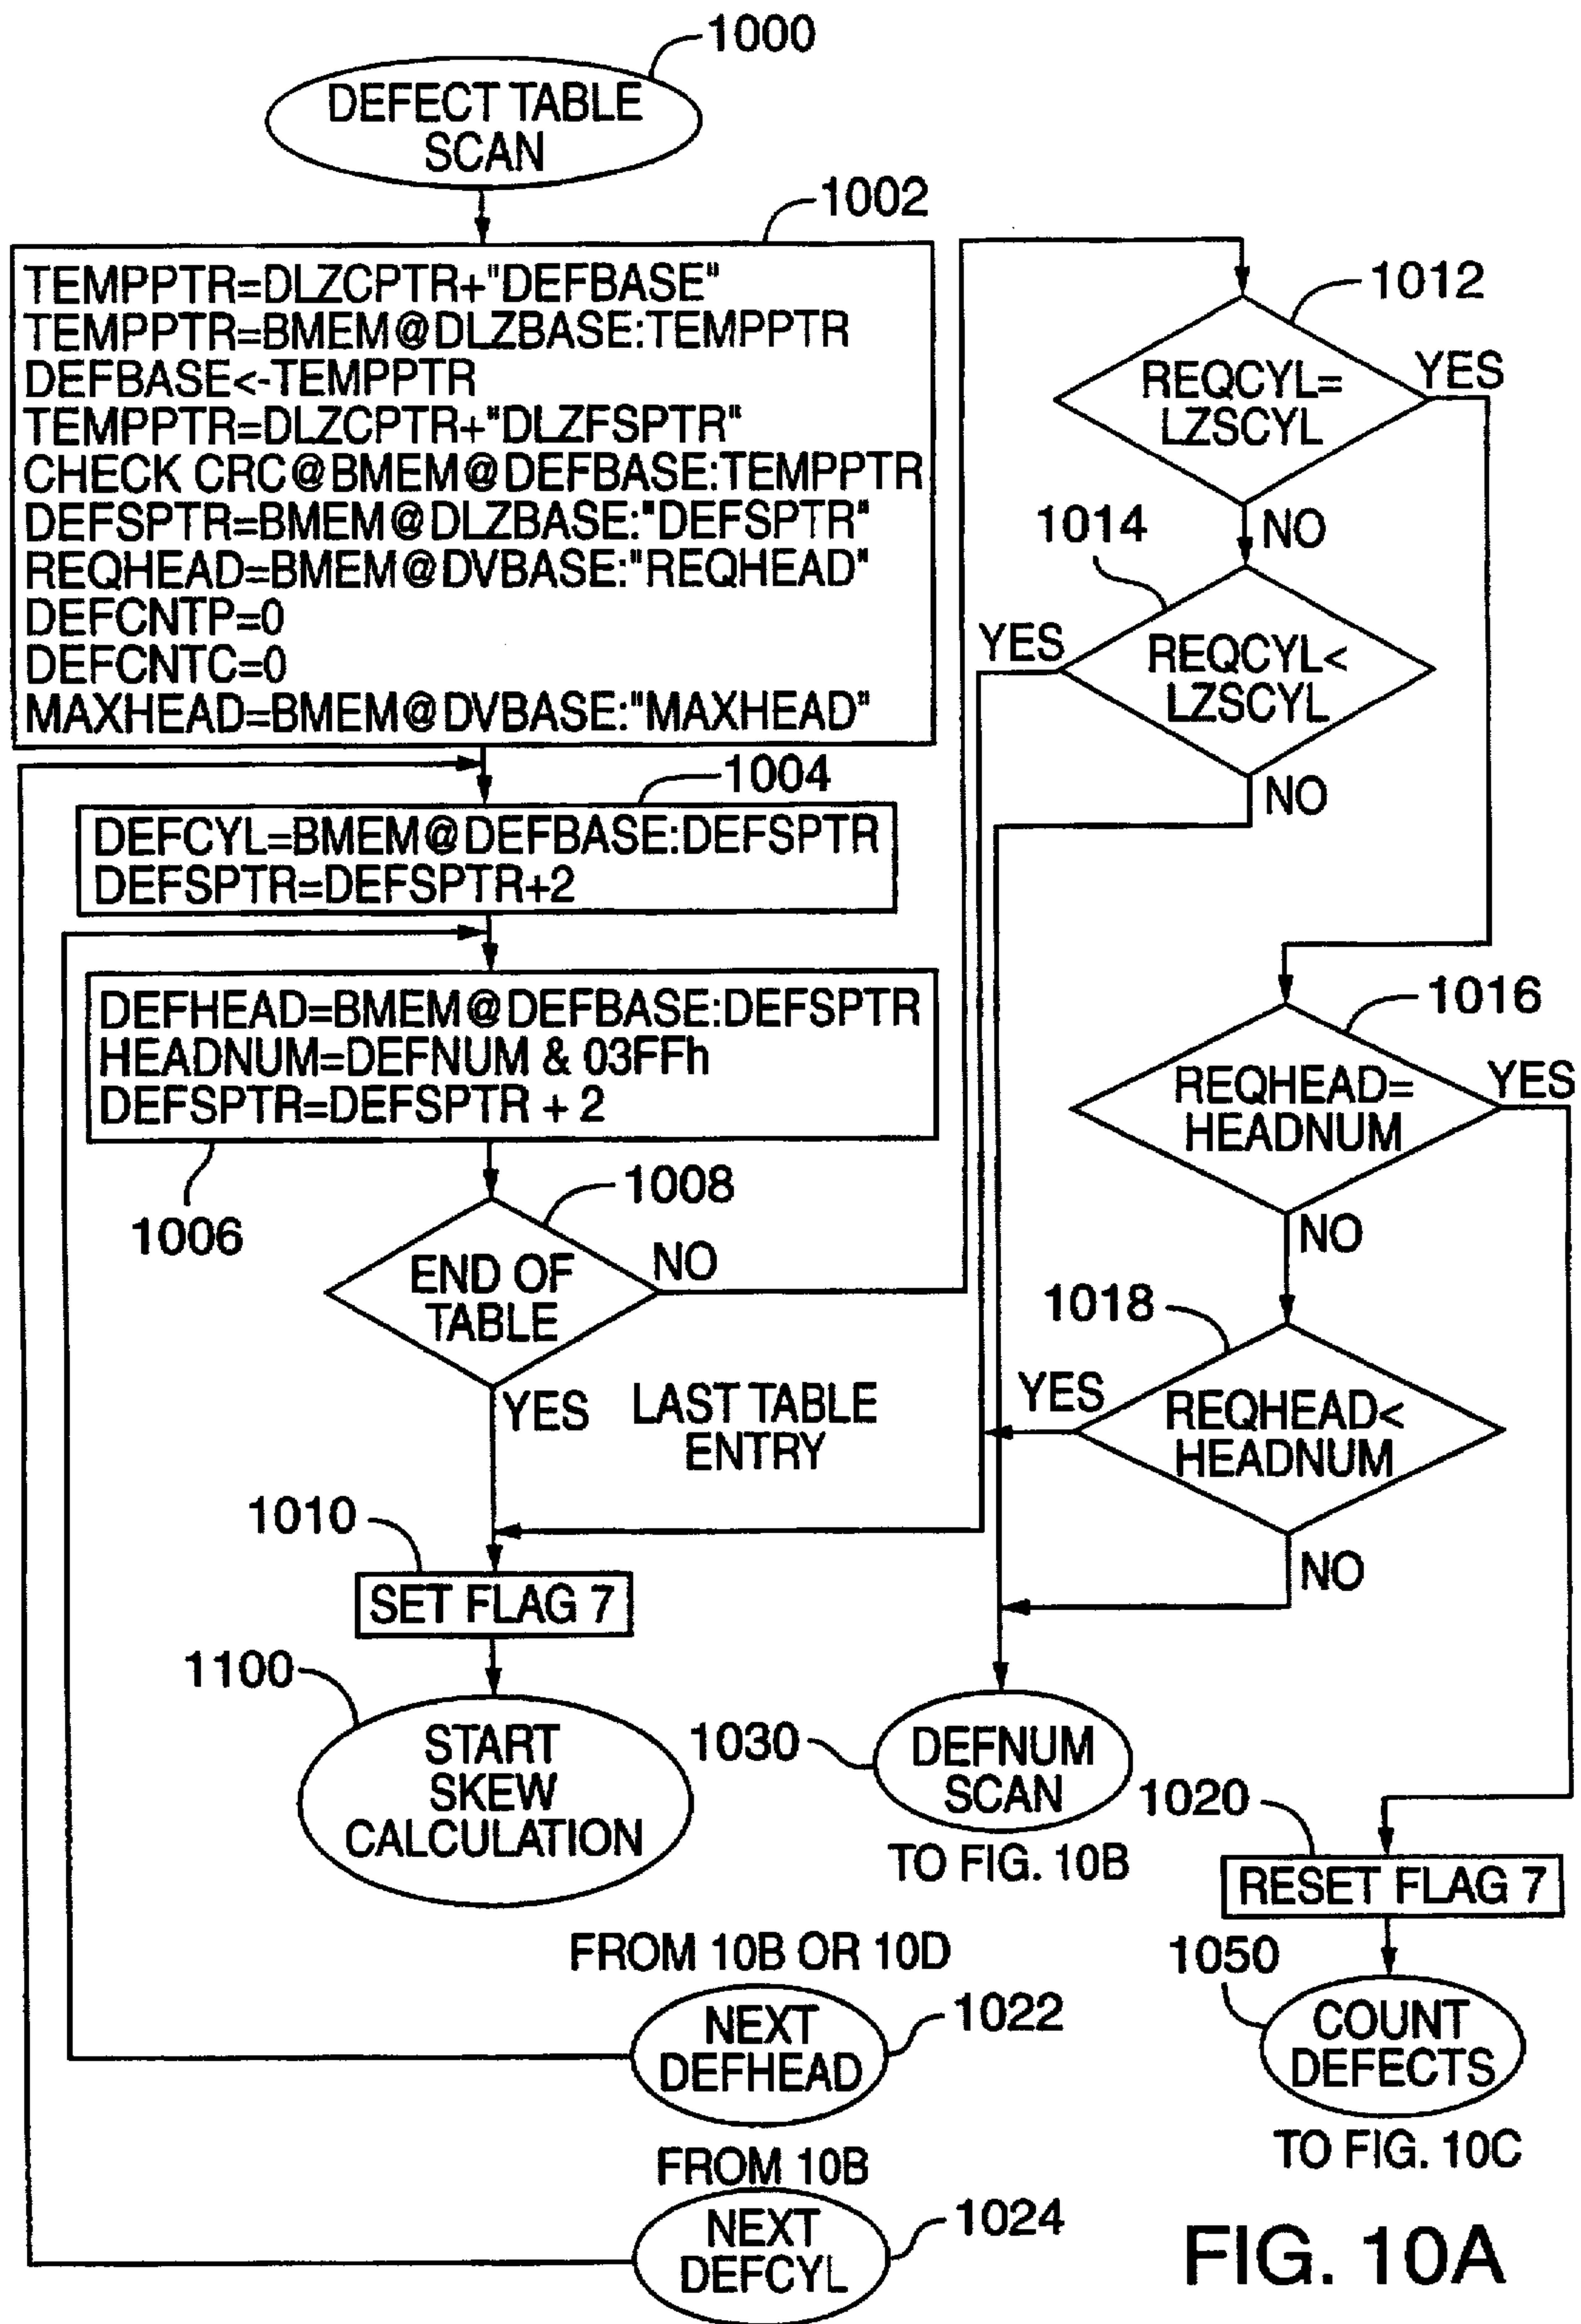 1000
DEFECT TABLE
SCAN
1002
TEMPPTR=DLZCPTR+"DEFBASE"
TEMPPTR=BMEM@DLZBASE:TEMPPTR
DEFBASE<-TEMPPTR
TEMPPTR=DLZCPTR+"DLZFSPTR"
CHECK CRC@BMEM@DEFBASE:TEMPPTR
DEFSPTR=BMEM@DLZBASE:"DEFSPTR"
REQHEAD=BMEM@DVBASE:"REQHEAD"
DEFCNTP=0
DEFCNTC=0
MAXHEAD=BMEM@DVBASE:"MAXHEAD"
1004
DEFCYL=BMEM@DEFBASE:DEFSPTR
DEFSPTR=DEFSPTR+2
DEFHEAD=BMEM@DEFBASE:DEFSPTR
HEADNUM=DEFNUM & 03FFh
DEFSPTR=DEFSPTR + 2
1006
1008
END OF
TABLE
NO
YES
LAST TABLE
ENTRY
1010
SET FLAG 7
1100
START
SKEW
CALCULATION
1012
REQCYL=
LZSCYL
YES
NO
1014
REQCYL<
LZSCYL
YES
NO
1016
REQHEAD=
HEADNUM
YES
NO
1018
REQHEAD<
HEADNUM
YES
NO
1030
DEFNUM
SCAN
TO FIG. 10B
1020
RESET FLAG 7
1050
COUNT
DEFECTS
TO FIG. 10C
FROM 10B OR 10D
NEXT
DEFHEAD
1022
FROM 10B
NEXT
DEFCYL
1024
FIG. 10A